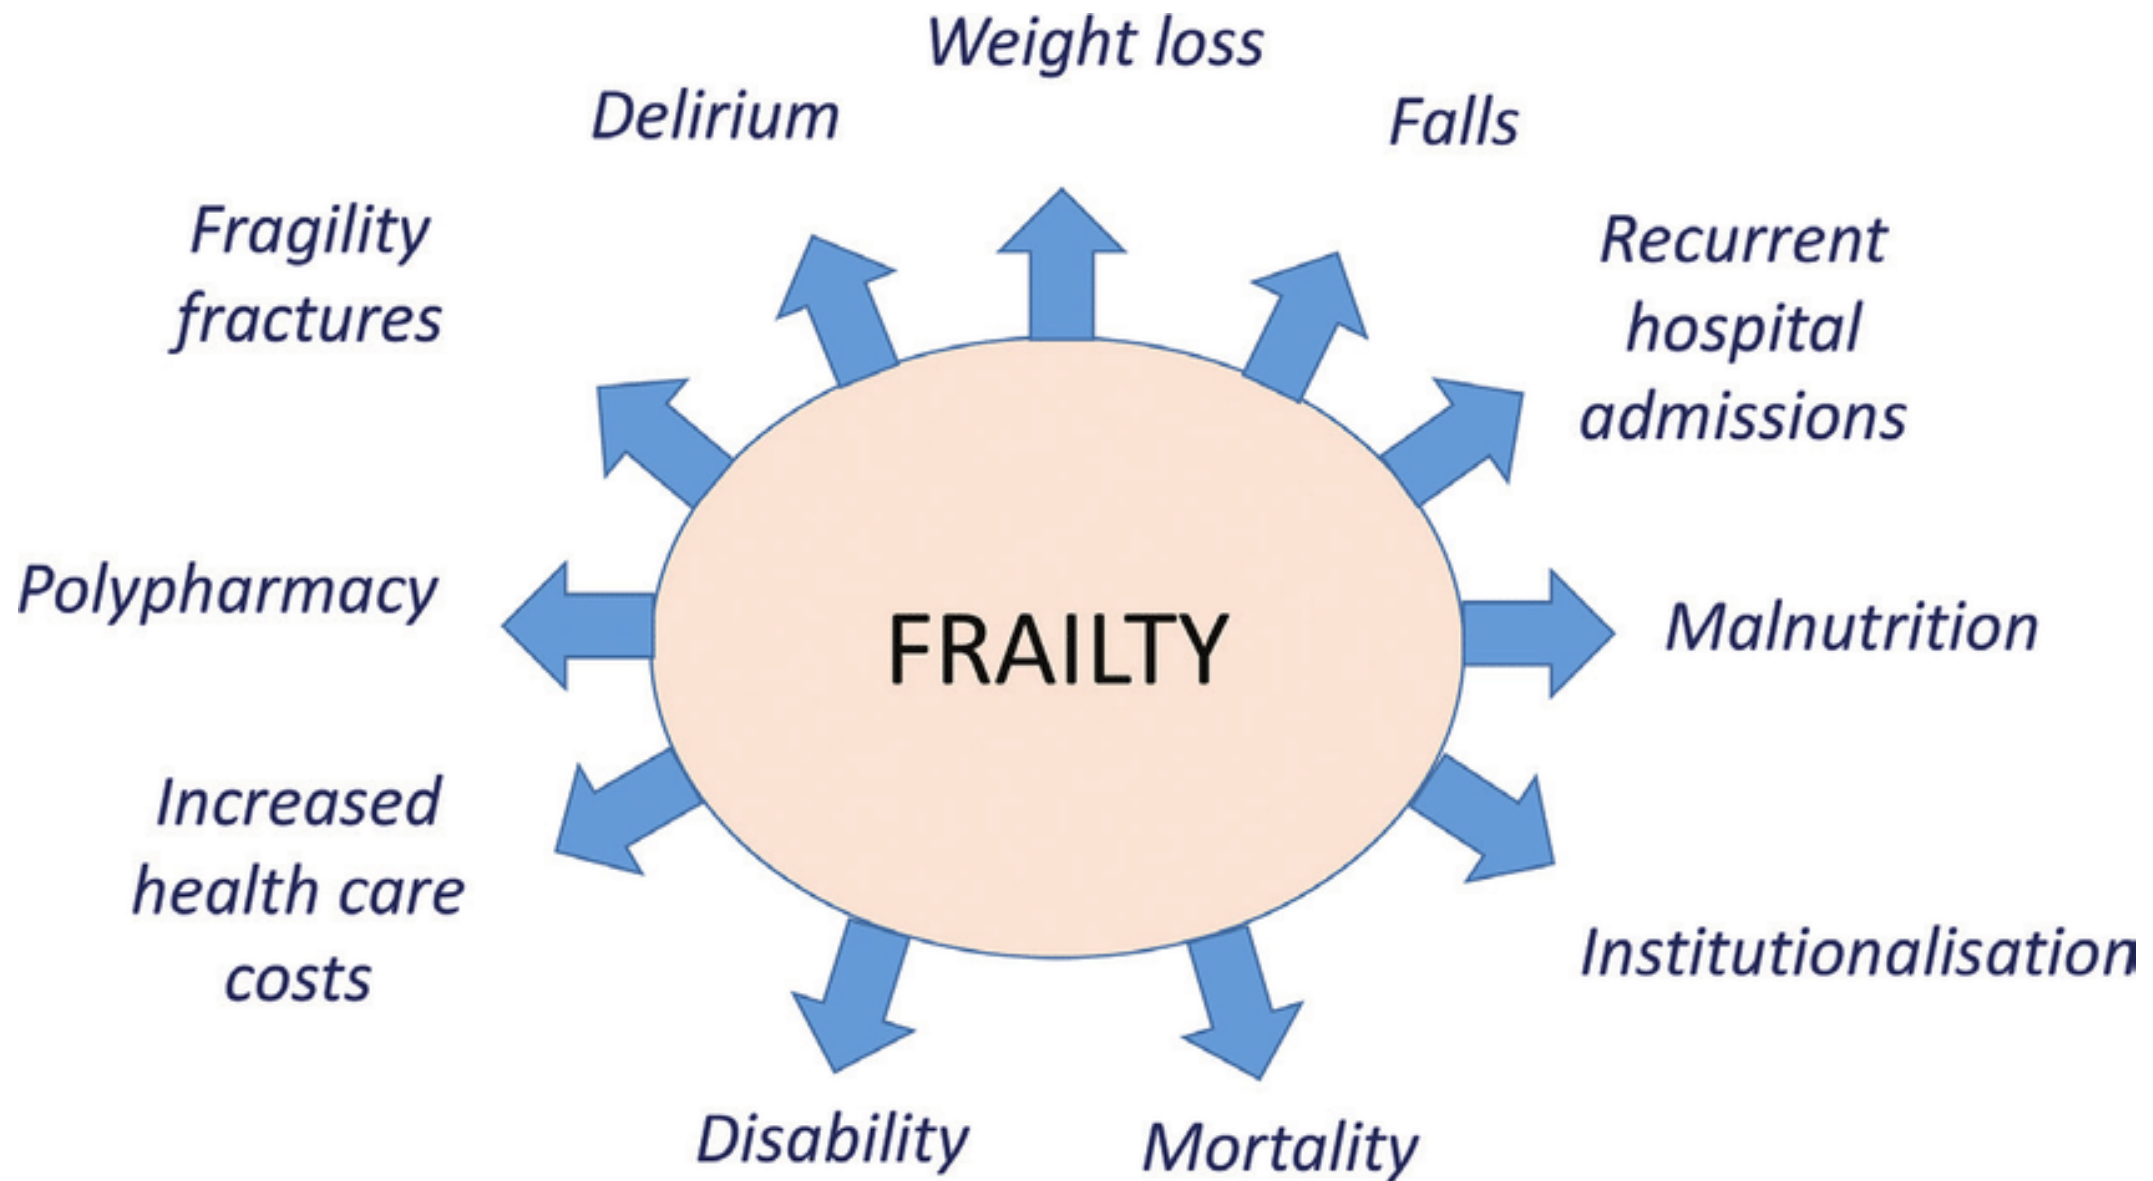 Weight loss
Delirium
Falls
Fragility
fractures
Recurrent
hospital
admissions
Polypharmacy
FRAILTY
Malnutrition
Increased
health care
costs
Institutionalisation
Disability
Mortality